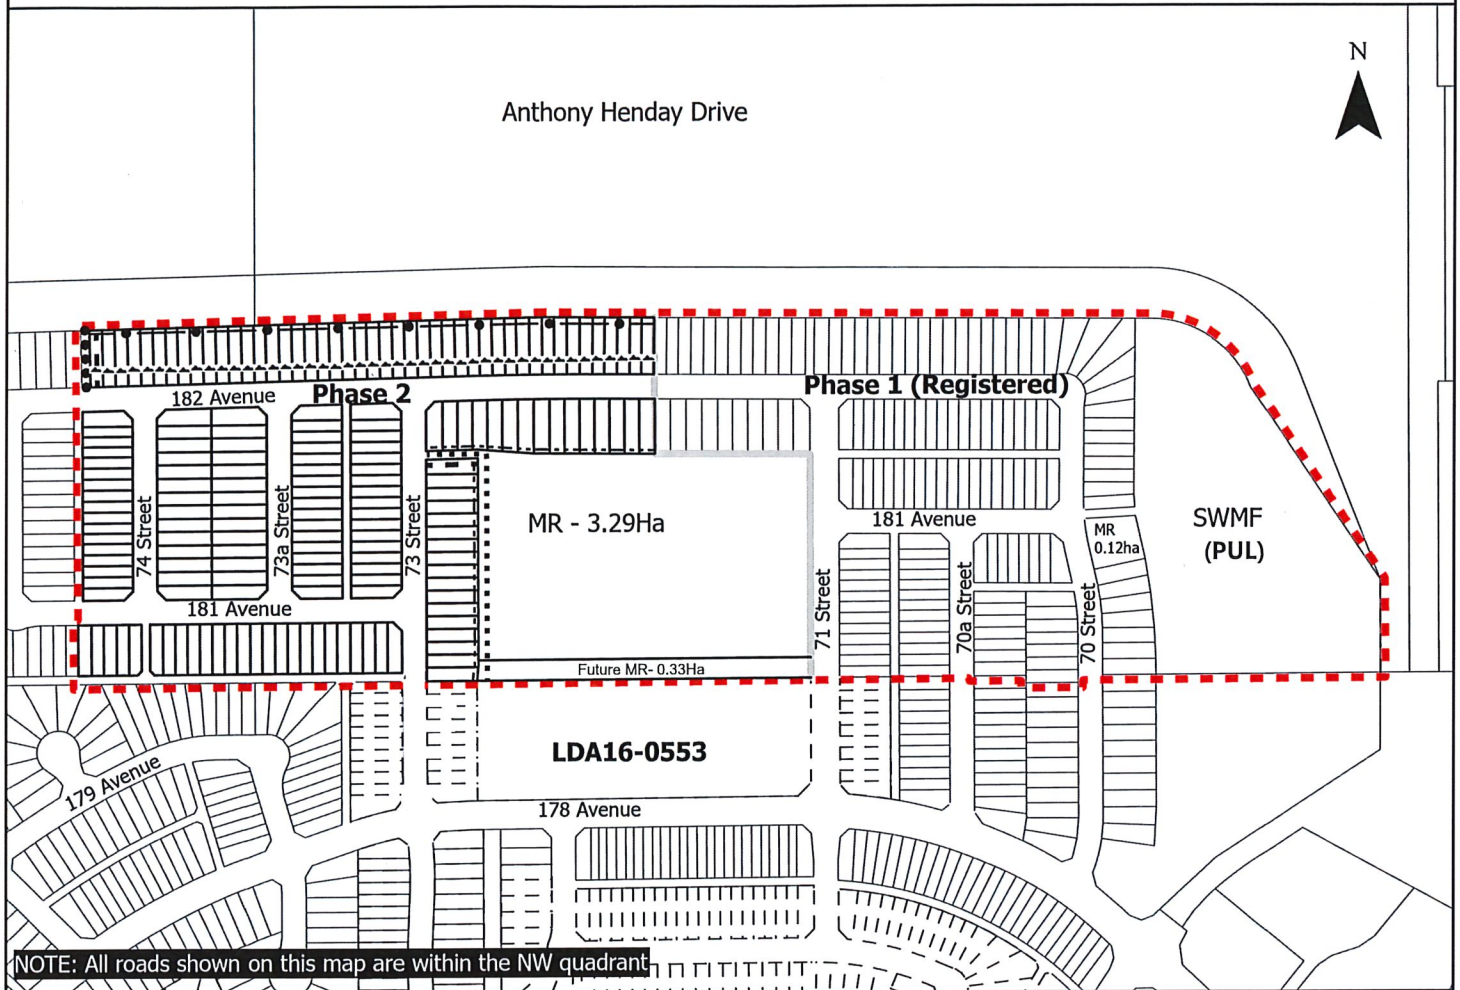 N
Anthony Henday Drive
Phase 1 (Registered)
Phase 2
182 Avenue
74 Street
73a Street
73 Street
MR - 3.29Ha
181 Avenue
MR
0.12ha
SWMF
(PUL)
71 Street
70a Street
70 Street
181 Avenue
Future MR- 0.33Ha
LDA16-0553
179 Avenue
178 Avenue
NOTE: All roads shown on this map are within the NW quadrant